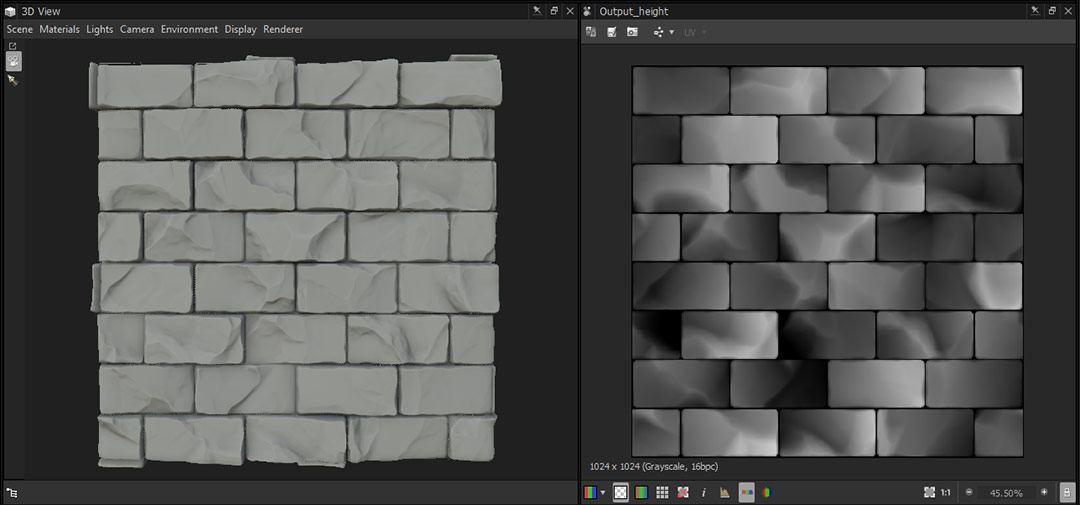 3D View
Scene Materials Lights Camera Environment Display Renderer
Output_height
UV
1024 x 1024 (Grayscale, 16bpc)
i
RGB
1:1
45.50%